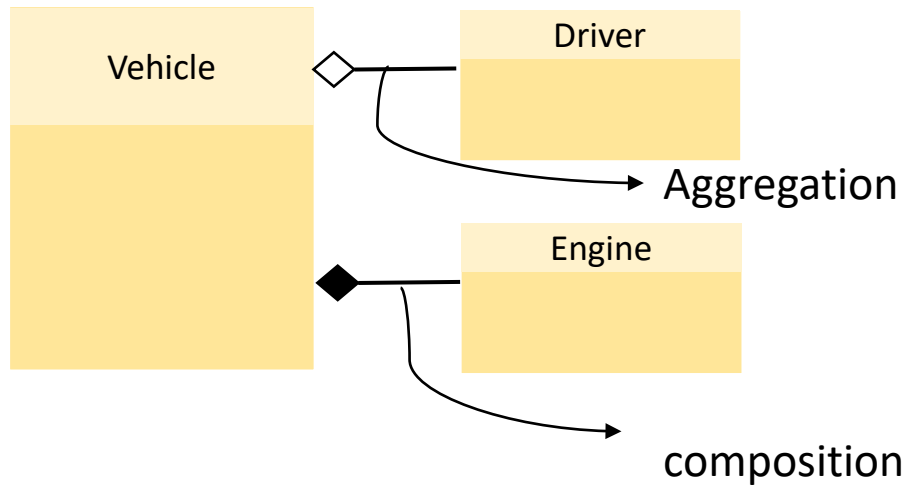 Vehicle
Driver
Aggregation
Engine
composition